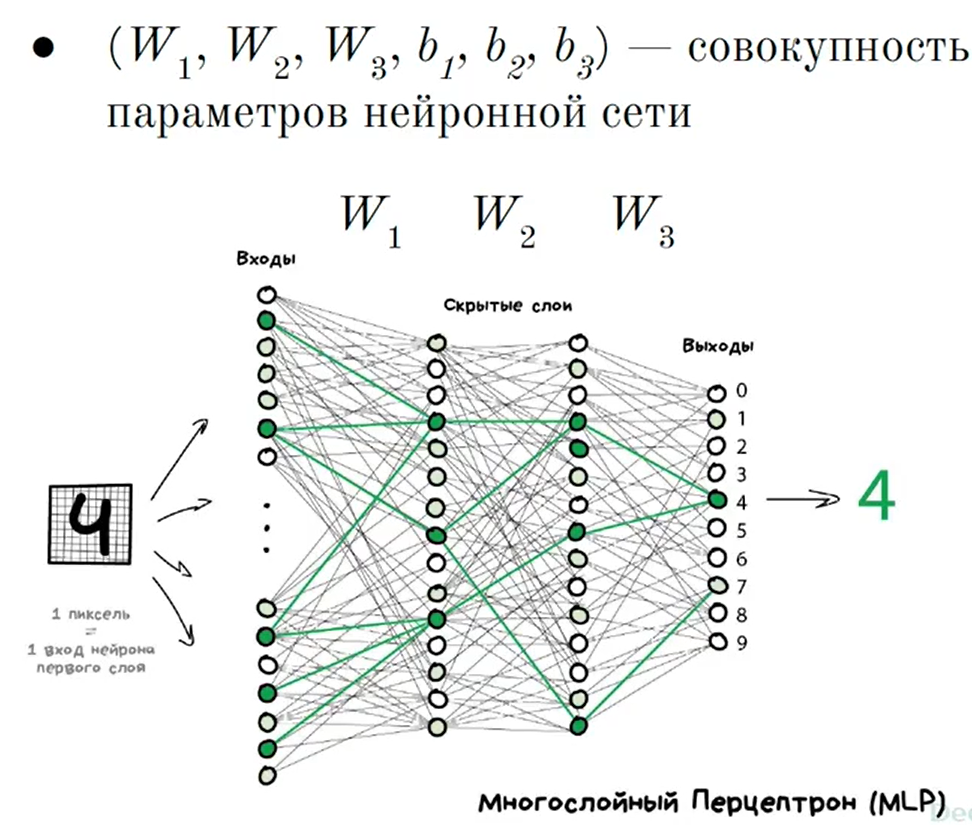 ● (W₁, W₂, W₃, b₁, b₂, b₃) — совокупность
параметров нейронной сети
W₁ W₂ W₃
Входы
Скрытые слои
Выходы
0
1
2
3
4
5
6
7
8
9
4
4
1 пиксель
=
1 вход нейрона
первого слоя
Многослойный Перцептрон (MLP)